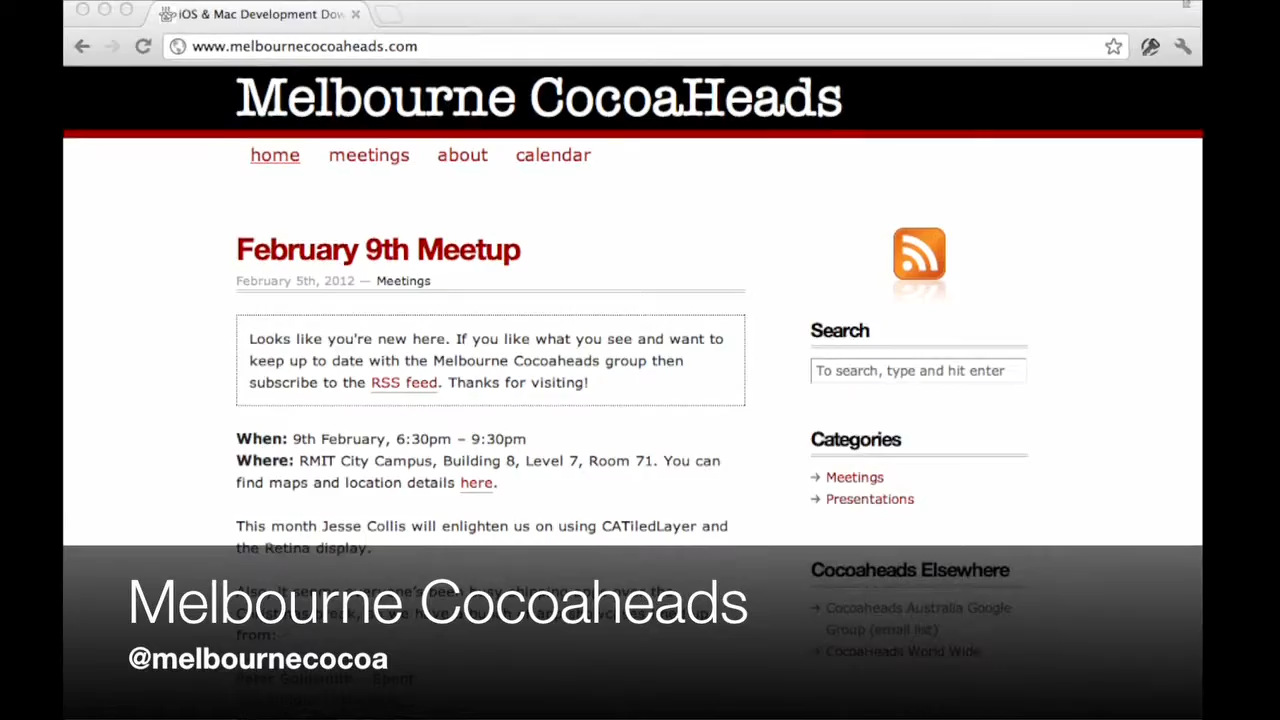 iOS & Mac Development Dow
www.melbournecocoaheads.com
Melbourne CocoaHeads
home meetings about calendar
February 9th Meetup
February 5th, 2012 — Meetings
Looks like you're new here. If you like what you see and want to
keep up to date with the Melbourne Cocoaheads group then
subscribe to the RSS feed. Thanks for visiting!
When: 9th February, 6:30pm – 9:30pm
Where: RMIT City Campus, Building 8, Level 7, Room 71. You can
find maps and location details here.
This month Jesse Collis will enlighten us on using CATiledLayer and
the Retina display.
from:
Search
To search, type and hit enter
Categories
→ Meetings
→ Presentations
Cocoaheads Elsewhere
→ Cocoaheads Australia Google
Group (email list)
→ CocoaHeads World Wide
Melbourne Cocoaheads
@melbournecocoa